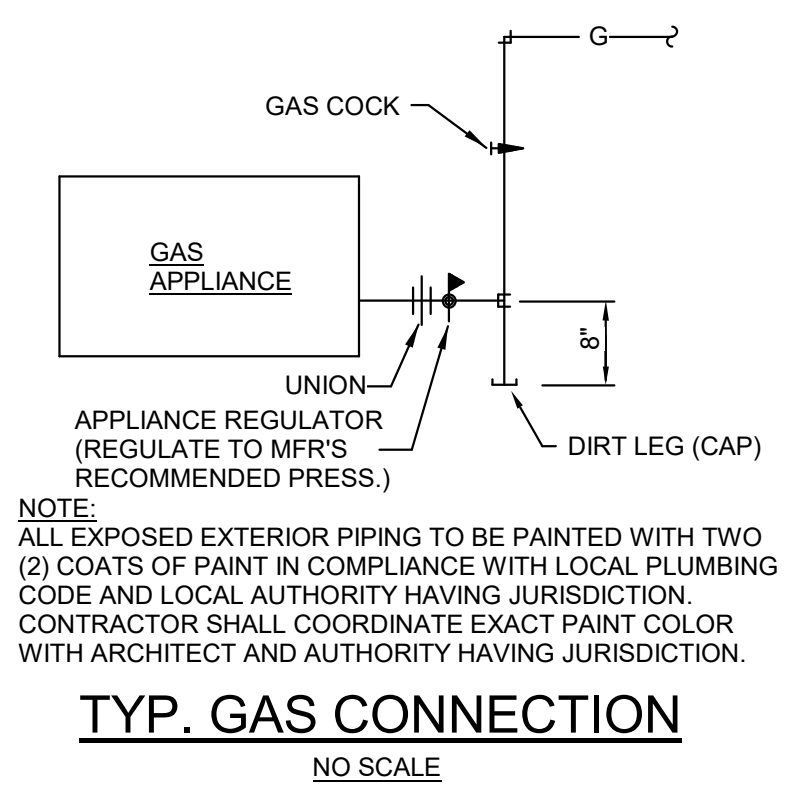 G
GAS COCK
GAS
APPLIANCE
8"
UNION
APPLIANCE REGULATOR
(REGULATE TO MFR'S
RECOMMENDED PRESS.)
DIRT LEG (CAP)
NOTE:
ALL EXPOSED EXTERIOR PIPING TO BE PAINTED WITH TWO
(2) COATS OF PAINT IN COMPLIANCE WITH LOCAL PLUMBING
CODE AND LOCAL AUTHORITY HAVING JURISDICTION.
CONTRACTOR SHALL COORDINATE EXACT PAINT COLOR
WITH ARCHITECT AND AUTHORITY HAVING JURISDICTION.
TYP. GAS CONNECTION
NO SCALE